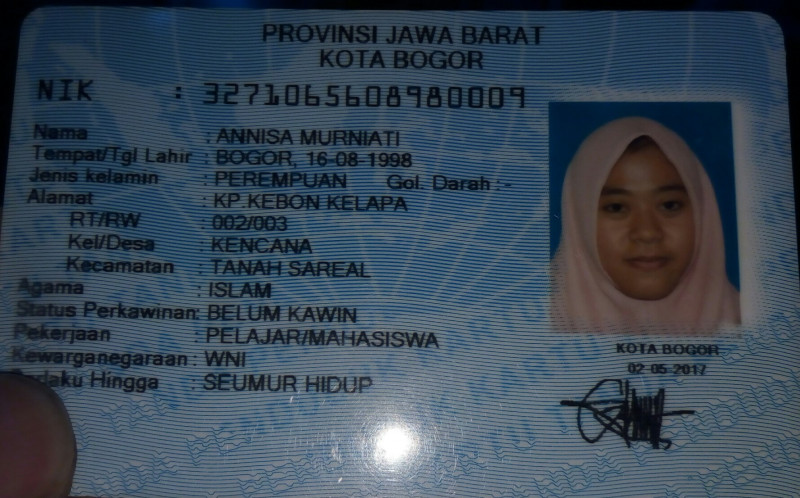 PROVINSI JAWA BARAT
KOTA BOGOR
NIK : 3271065608980009
Nama : ANNISA MURNIATI
Tempat/Tgl Lahir : BOGOR, 16-08-1998
Jenis kelamin : PEREMPUAN Gol. Darah : -
Alamat : KP.KEBON KELAPA
RT/RW : 002/003
Kel/Desa : KENCANA
Kecamatan : TANAH SAREAL
Agama : ISLAM
Status Perkawinan: BELUM KAWIN
Pekerjaan : PELAJAR/MAHASISWA
Kewarganegaraan : WNI
Hingga : SEUMUR HIDUP
KOTA BOGOR
02-05-2017